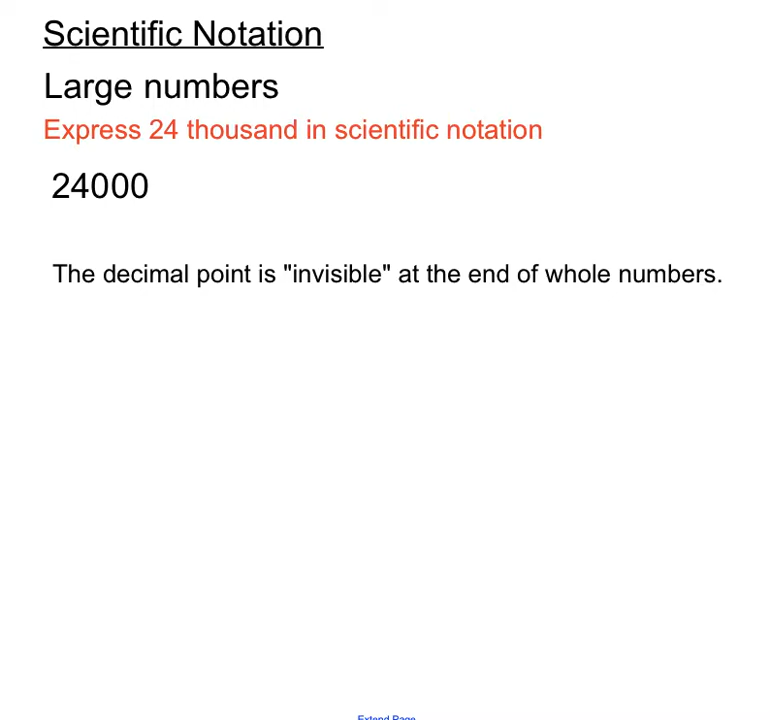 Scientific Notation
Large numbers
Express 24 thousand in scientific notation
24000
The decimal point is "invisible" at the end of whole numbers.
Extend Page